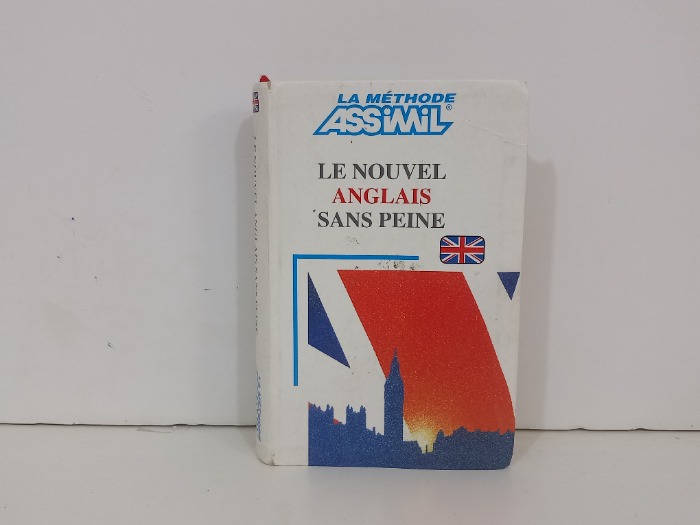 LA MÉTHODE
ASSiMiL®
LE NOUVEL
ANGLAIS
SANS PEINE